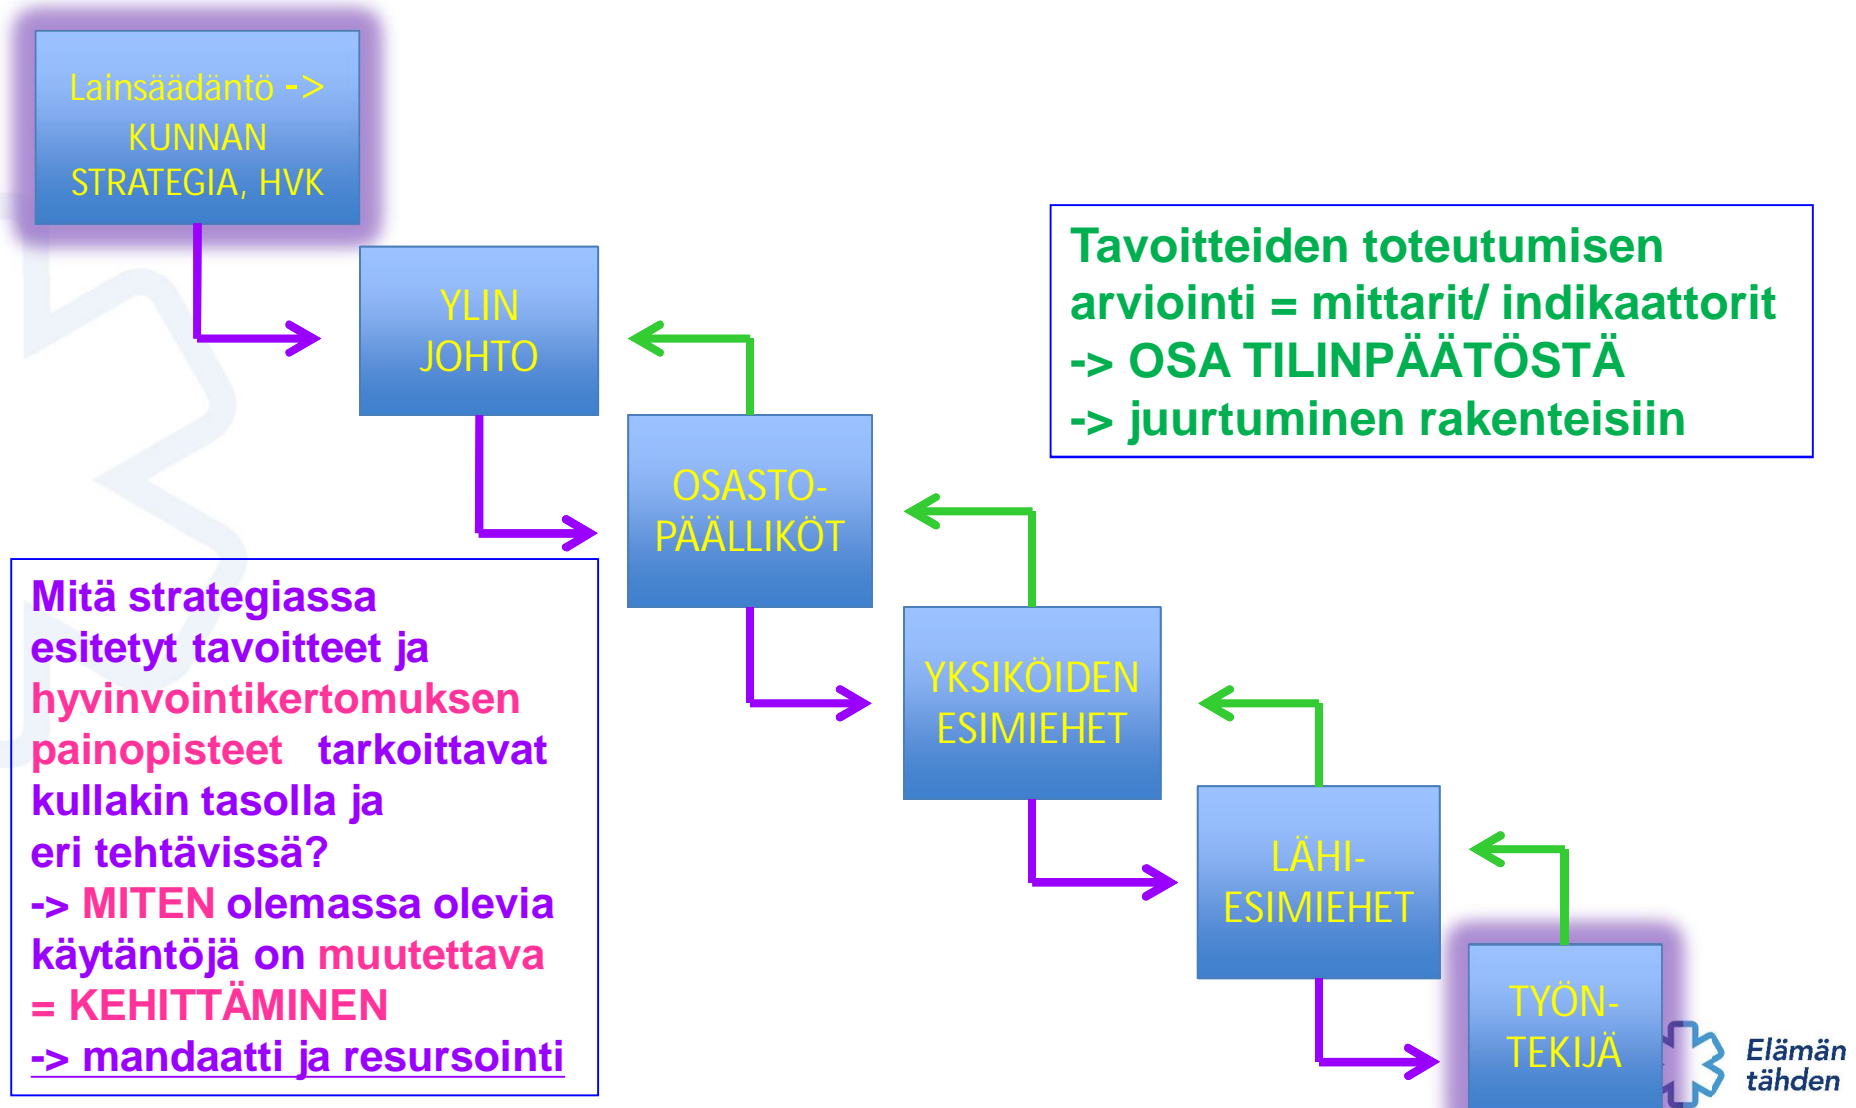 Lainsäädäntö ->
KUNNAN
STRATEGIA, HVK
YLIN
JOHTO
Tavoitteiden toteutumisen
arviointi = mittarit/ indikaattorit
-> OSA TILINPÄÄTÖSTÄ
-> juurtuminen rakenteisiin
OSASTO-
PÄÄLLIKÖT
Mitä strategiassa
esitetyt tavoitteet ja
hyvinvointikertomuksen
painopisteet tarkoittavat
kullakin tasolla ja
eri tehtävissä?
-> MITEN olemassa olevia
käytäntöjä on muutettava
= KEHITTÄMINEN
-> mandaatti ja resursointi
YKSIKÖIDEN
ESIMIEHET
LÄHI-
ESIMIEHET
TYÖN-
TEKIJÄ
Elämän
tähden